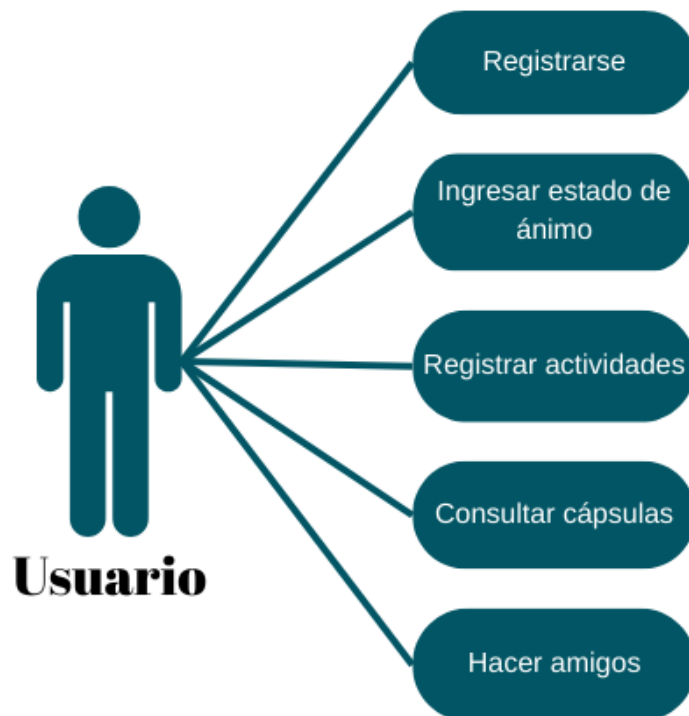 Registrarse
Ingresar estado de
ánimo
Registrar actividades
Consultar cápsulas
Usuario
Hacer amigos